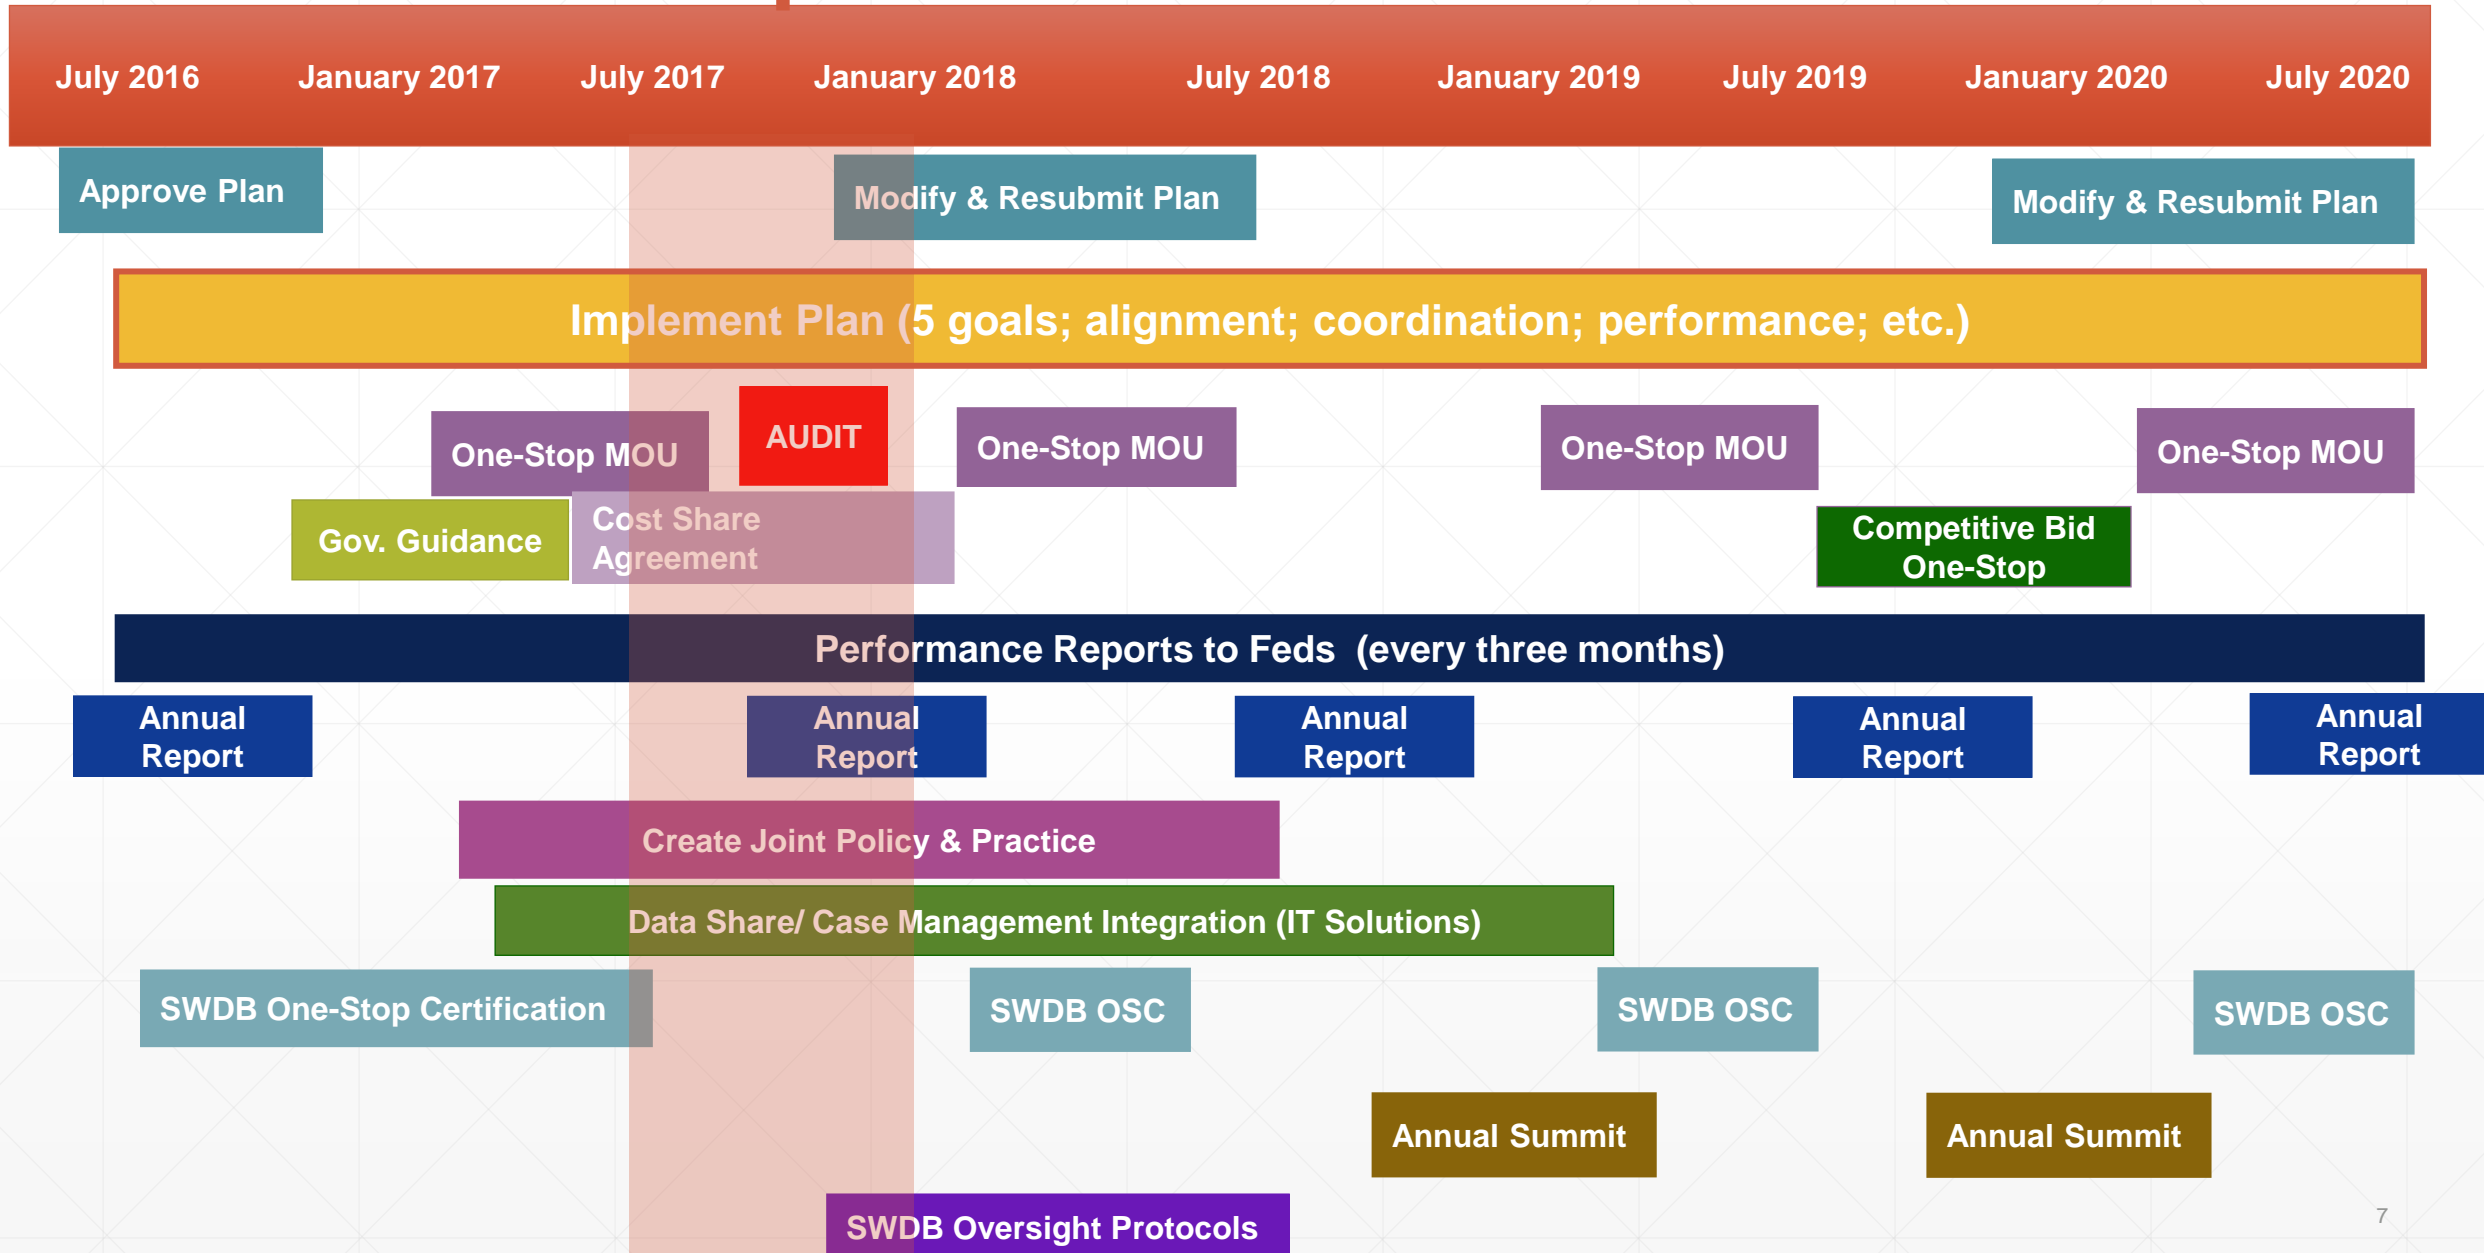 July 2016
January 2017
July 2017
January 2018
July 2018
January 2019
July 2019
January 2020
July 2020
Approve Plan
Modify & Resubmit Plan
Modify & Resubmit Plan
Implement Plan (5 goals; alignment; coordination; performance; etc.)
One-Stop MOU
AUDIT
One-Stop MOU
One-Stop MOU
One-Stop MOU
Gov. Guidance
Cost Share
Agreement
Competitive Bid
One-Stop
Performance Reports to Feds (every three months)
Annual
Report
Annual
Report
Annual
Report
Annual
Report
Annual
Report
Create Joint Policy & Practice
Data Share/ Case Management Integration (IT Solutions)
SWDB One-Stop Certification
SWDB OSC
SWDB OSC
SWDB OSC
Annual Summit
Annual Summit
SWDB Oversight Protocols
7